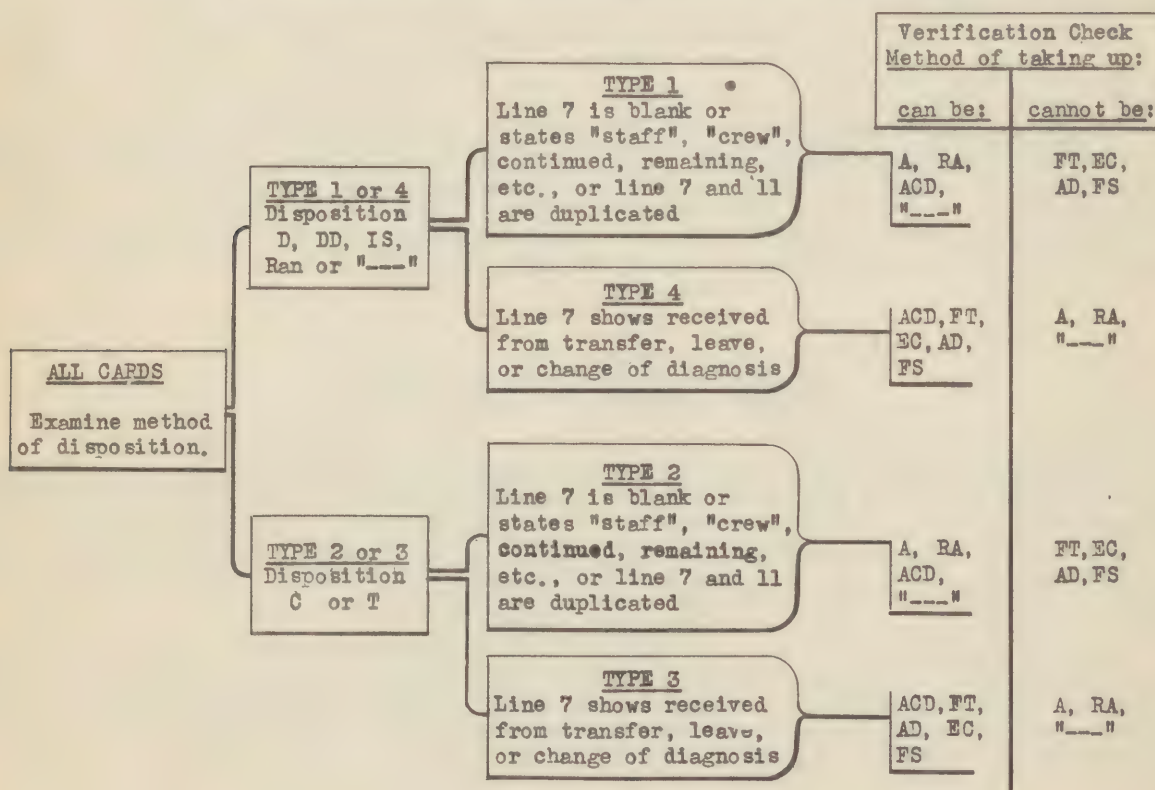 Verification Check
Method of taking up:
can be:
cannot be:
TYPE 1
Line 7 is blank or
states "staff", "crew",
continued, remaining,
etc., or line 7 and 11
are duplicated
A, RA,
ACD,
"___"
FT,EC,
AD,FS
TYPE 1 or 4
Disposition
D, DD, IS,
Ran or "___"
TYPE 4
Line 7 shows received
from transfer, leave,
or change of diagnosis
ACD,FT,
EC,AD,
FS
A, RA,
"___"
ALL CARDS
Examine method
of disposition.
TYPE 2
Line 7 is blank or
states "staff", "crew",
continued, remaining,
etc., or line 7 and 11
are duplicated
A, RA,
ACD,
"___"
FT,EC,
AD,FS
TYPE 2 or 3
Disposition
C or T
TYPE 3
Line 7 shows received
from transfer, leave,
or change of diagnosis
ACD,FT,
AD, EC,
FS
A, RA,
"___"